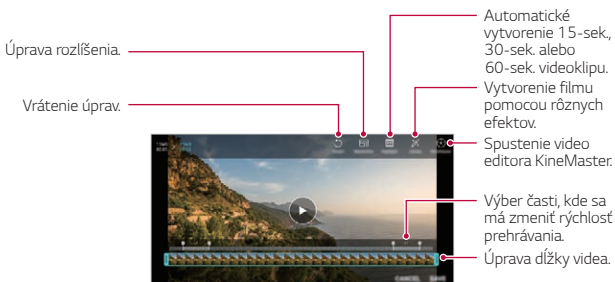 Úprava rozlíšenia.
Vrátenie úprav.
Automatické
vytvorenie 15-sek.,
30-sek. alebo
60-sek. videoklipu.
Vytvorenie filmu
pomocou rôznych
efektov.
Spustenie video
editora KineMaster.
Výber časti, kde sa
má zmeniť rýchlosť
prehrávania.
Úprava dĺžky videa.
CANCEL SAVE